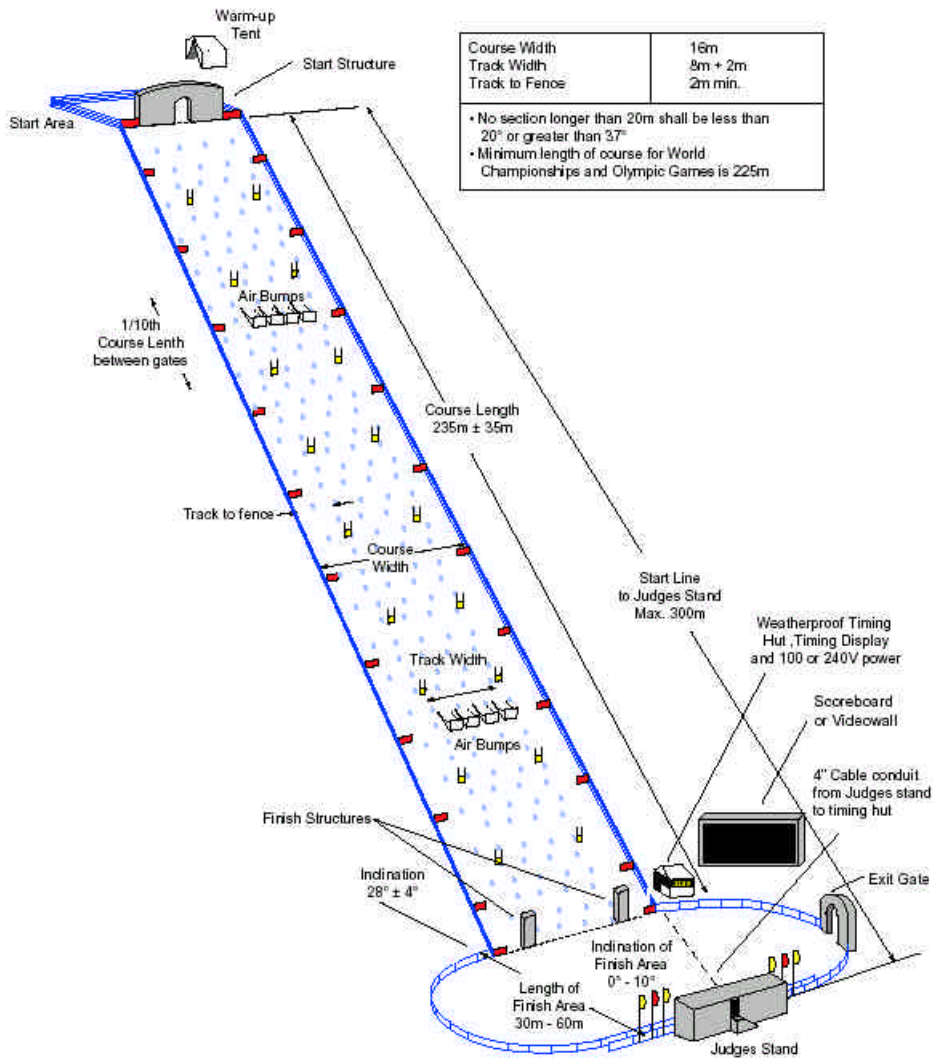 Warm-up
Tent
Start Structure
Start Area
Course Width 16m
Track Width 8m + 2m
Track to Fence 2m min.
• No section longer than 20m shall be less than
20° or greater than 37°
• Minimum length of course for World
Championships and Olympic Games is 225m
Air Bumps
1/10th
Course Lenth
between gates
Course Length
235m ± 35m
Track to fence
Course
Width
Start Line
to Judges Stand
Max. 300m
Weatherproof Timing
Hut ,Timing Display
and 100 or 240V power
Track Width
Scoreboard
or Videowall
Air Bumps
4" Cable conduit
from Judges stand
to timing hut
Finish Structures
Inclination
28° ± 4°
Exit Gate
Inclination of
Finish Area
0° - 10°
Length of
Finish Area
30m - 60m
Judges Stand